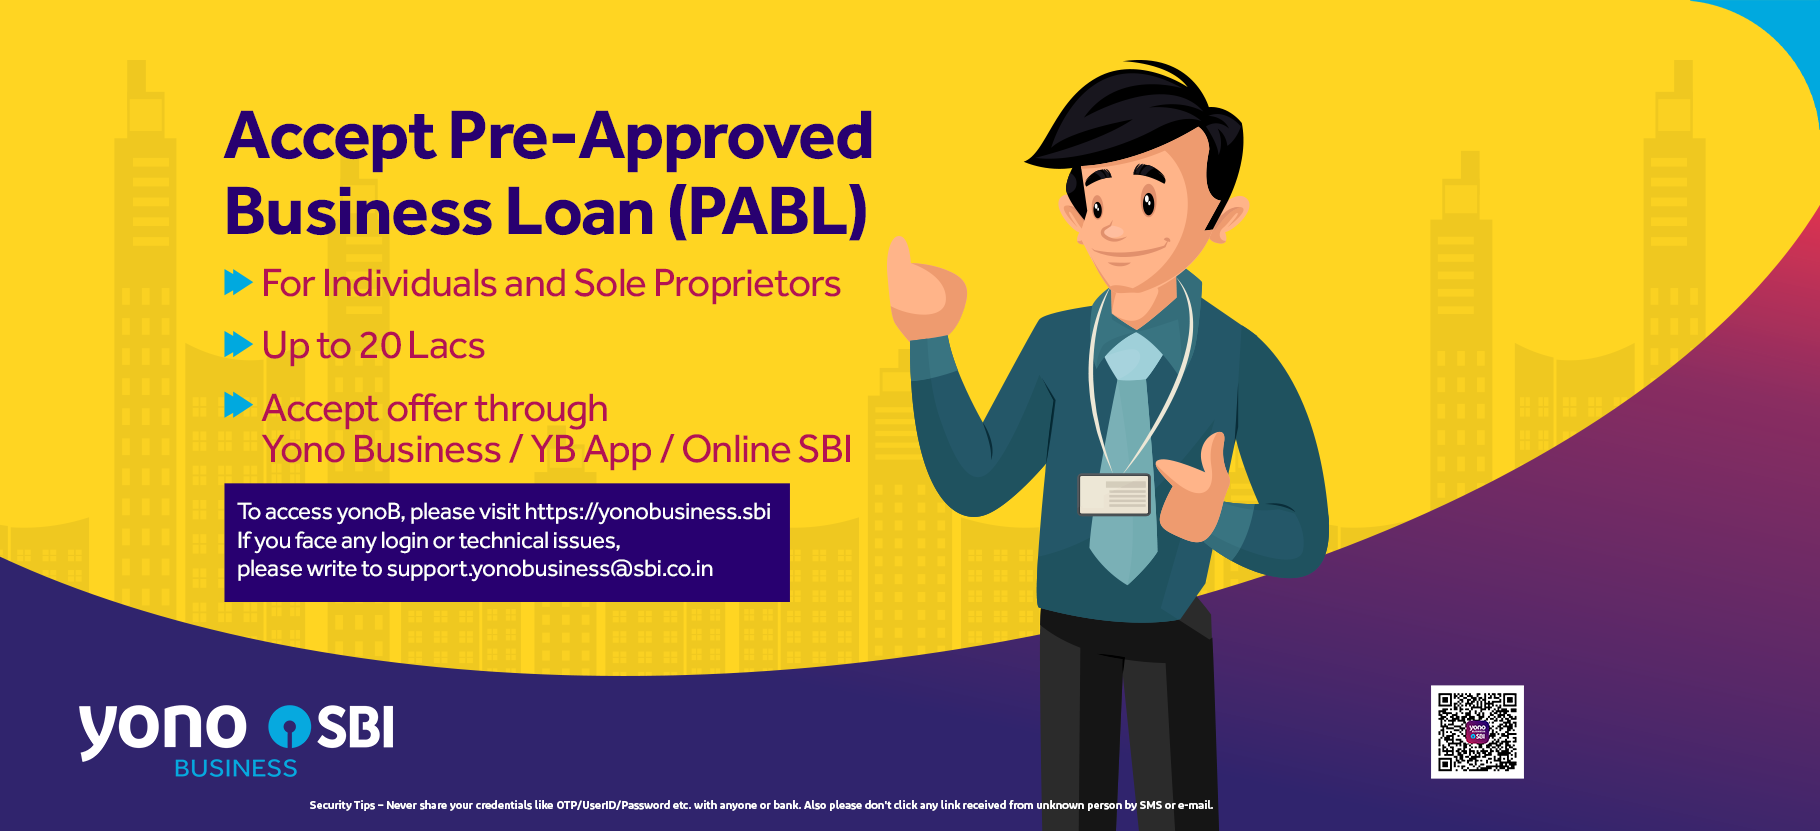 Accept Pre-Approved
Business Loan (PABL)
For Individuals and Sole Proprietors
Up to 20 Lacs
Accept offer through
Yono Business / YB App / Online SBI
To access yonoB, please visit https://yonobusiness.sbi
If you face any login or technical issues,
please write to support.yonobusiness@sbi.co.in
yono SBI
BUSINESS
yono
SBI
Security Tips – Never share your credentials like OTP/UserID/Password etc. with anyone or bank. Also please don't click any link received from unknown person by SMS or e-mail.